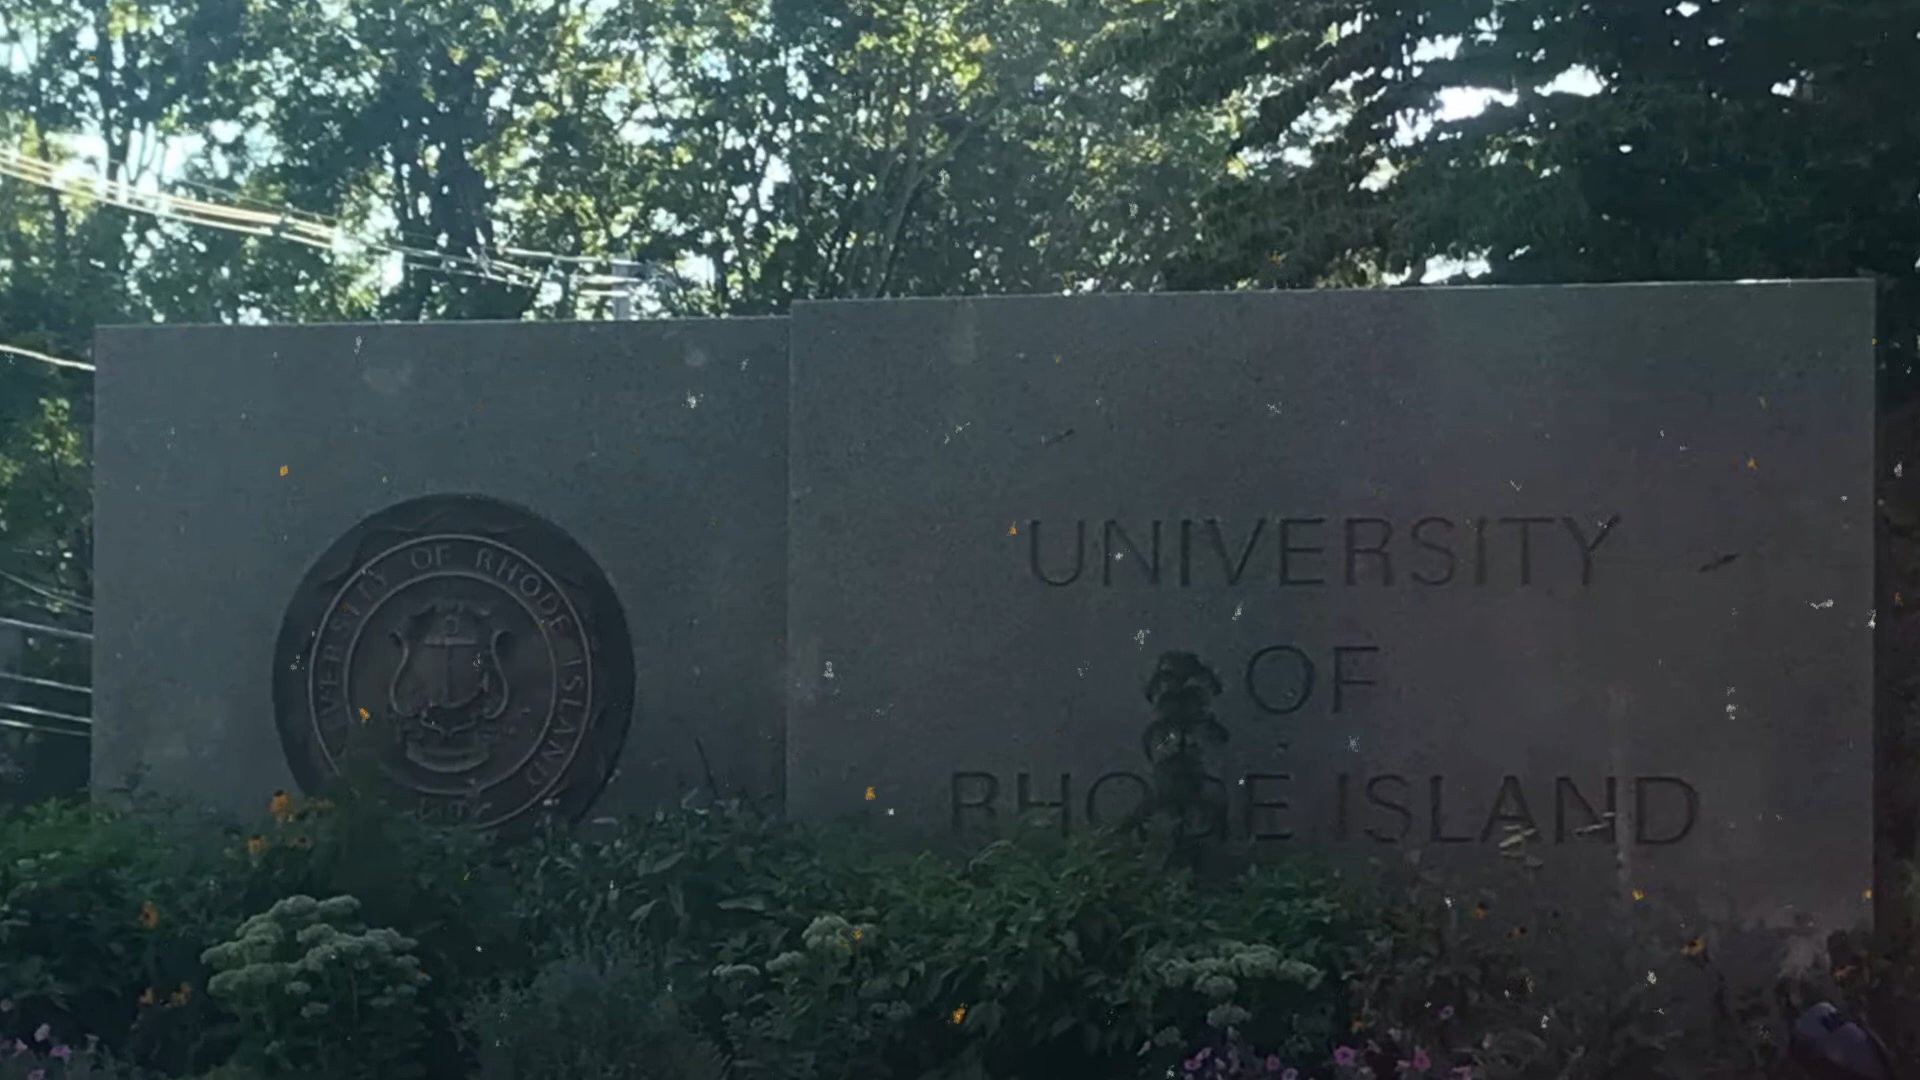 UNIVERSITY OF RHODE ISLAND
UNIVERSITY
OF
RHODE ISLAND